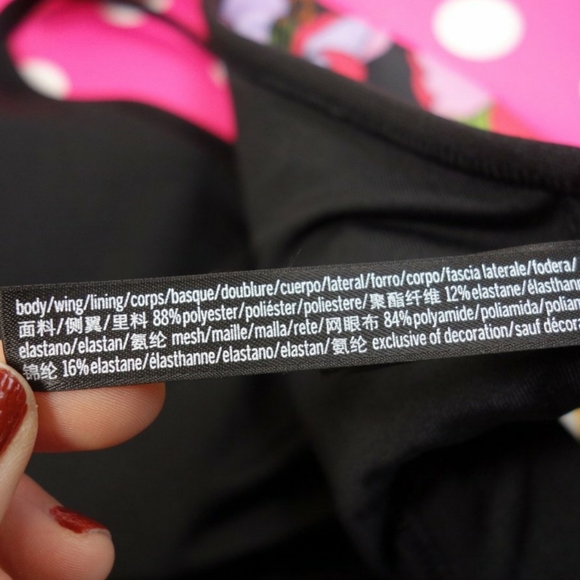 body/wing/lining/corps/basque/doublure/cuerpo/lateral/forro/corpo/fascia laterale/fodera/
面料/侧翼/里料 88%polyester/poliéster/poliestere/聚酯纤维 12%elastane/élasthann
elastano/elastan/氨纶 mesh/maille/malla/rete/网眼布 84%polyamide/poliamida/poliam
锦纶 16%elastane/élasthanne/elastano/elastan/氨纶 exclusive of decoration/sauf décor